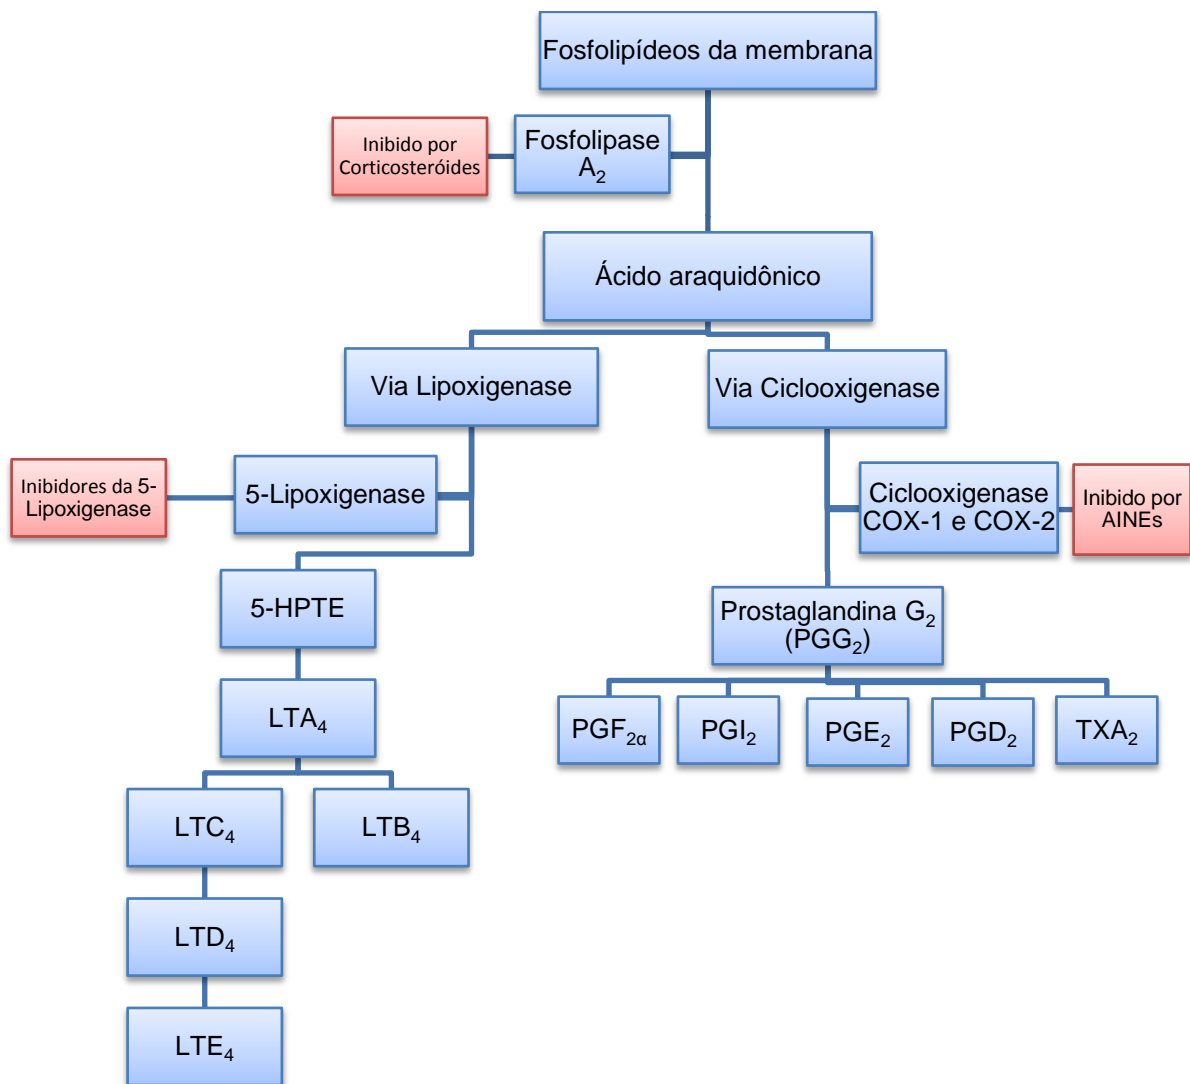 Fosfolipídeos da membrana
Inibido por
Corticosteróides
Fosfolipase
A₂
Ácido araquidônico
Via Lipoxigenase
Via Ciclooxigenase
Inibidores da 5-
Lipoxigenase
5-Lipoxigenase
Ciclooxigenase
COX-1 e COX-2
Inibido por
AINEs
5-HPTE
Prostaglandina G₂
(PGG₂)
LTA₄
PGF₂α
PGI₂
PGE₂
PGD₂
TXA₂
LTC₄
LTB₄
LTD₄
LTE₄